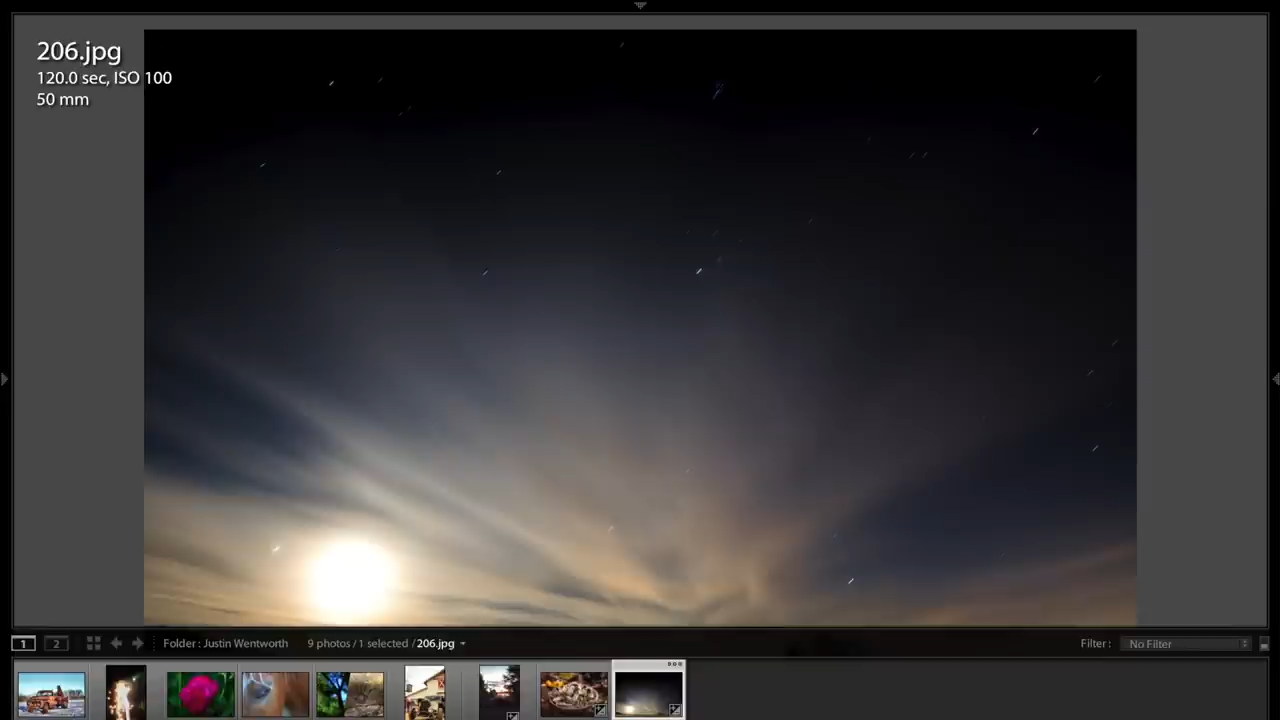 206.jpg
120.0 sec, ISO 100
50 mm
1 2 Folder : Justin Wentworth 9 photos / 1 selected / 206.jpg Filter : No Filter